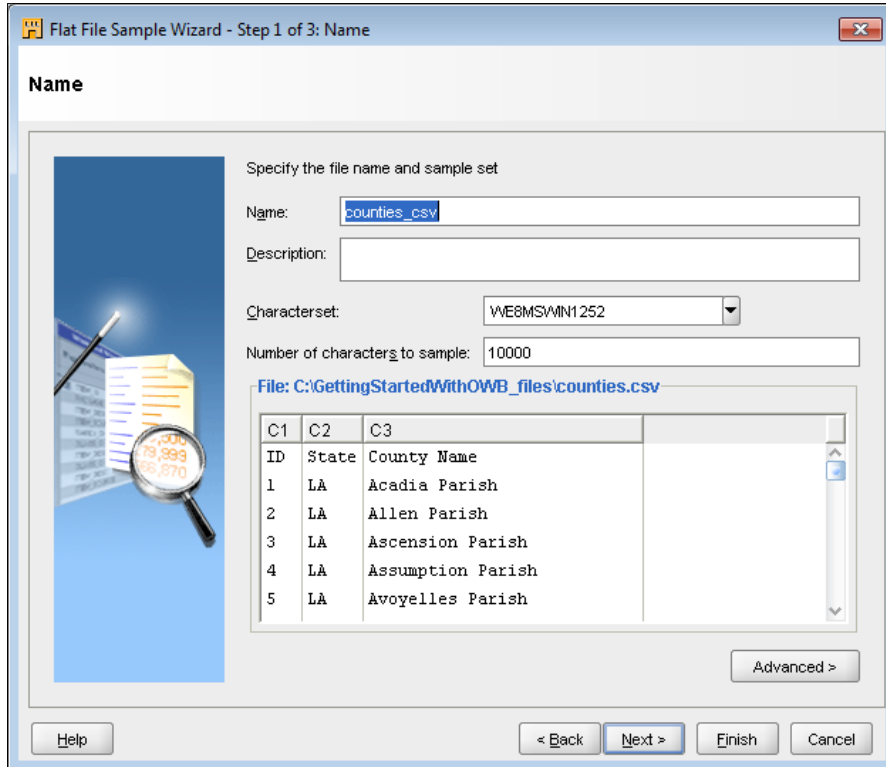 Flat File Sample Wizard - Step 1 of 3: Name
Name
Specify the file name and sample set
Name: counties_csv
Description:
Characterset: WE8MSWIN1252
Number of characters to sample: 10000
File: C:\GettingStartedWithOWB_files\counties.csv
C1 C2 C3
ID State County Name
1 LA Acadia Parish
2 LA Allen Parish
3 LA Ascension Parish
4 LA Assumption Parish
5 LA Avoyelles Parish
Advanced >
Help < Back Next > Finish Cancel